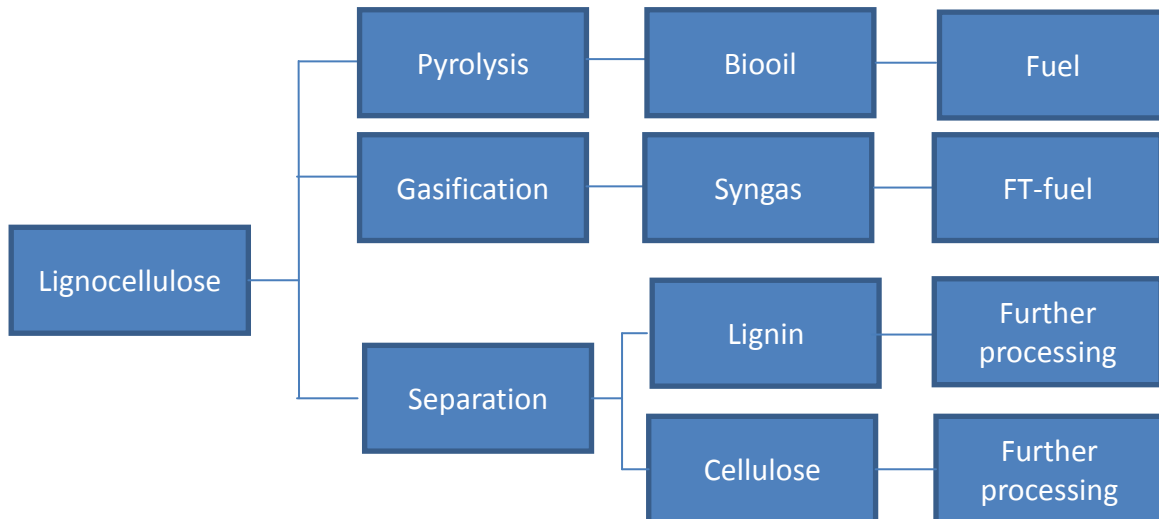 Pyrolysis
Biooil
Fuel
Gasification
Syngas
FT-fuel
Lignocellulose
Lignin
Further
processing
Separation
Cellulose
Further
processing